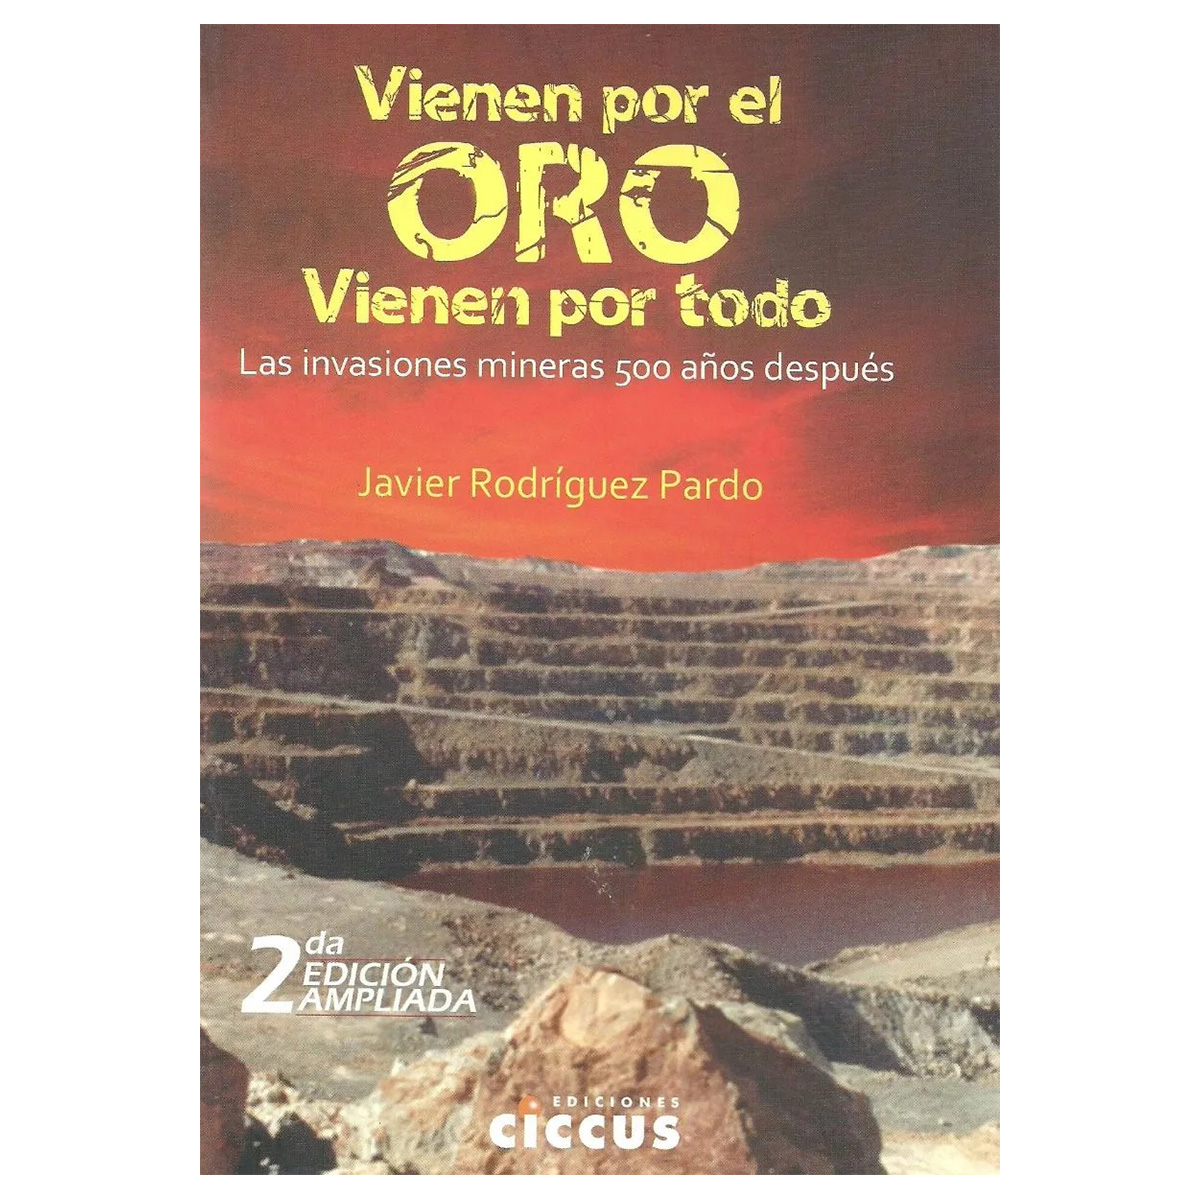 Vienen por el
ORO
Vienen por todo
Las invasiones mineras 500 años después
Javier Rodríguez Pardo
2da
EDICIÓN
AMPLIADA
EDICIONES
CICCUS